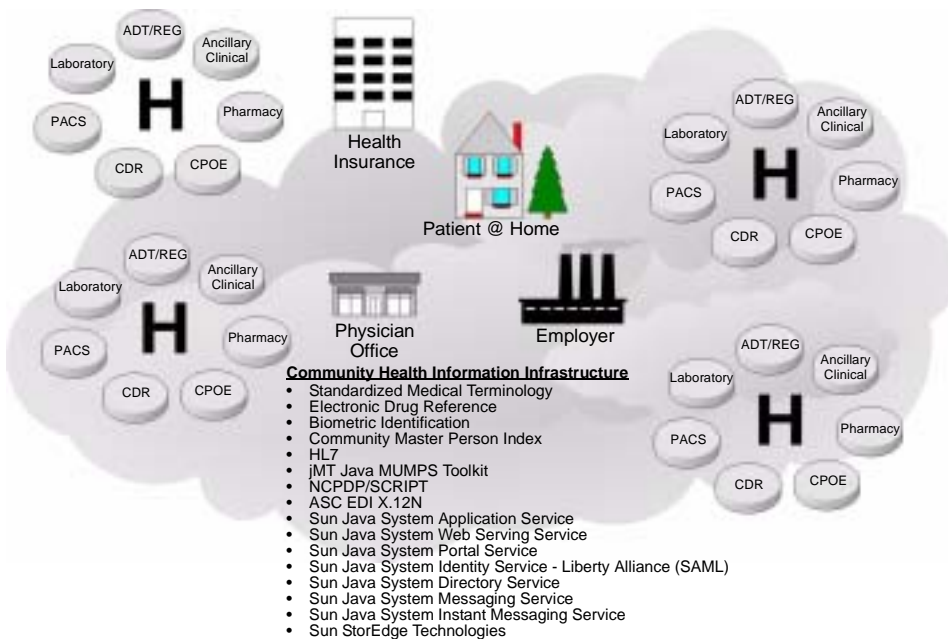 ADT/REG
Ancillary
Clinical
Laboratory
H
Pharmacy
PACS
CDR
CPOE
Health
Insurance
Patient @ Home
ADT/REG
Ancillary
Clinical
Laboratory
H
Pharmacy
PACS
CDR
CPOE
ADT/REG
Ancillary
Clinical
Laboratory
H
Pharmacy
PACS
CDR
CPOE
Physician
Office
Employer
ADT/REG
Ancillary
Clinical
Laboratory
H
Pharmacy
PACS
CDR
CPOE
Community Health Information Infrastructure
• Standardized Medical Terminology
• Electronic Drug Reference
• Biometric Identification
• Community Master Person Index
• HL7
• jMT Java MUMPS Toolkit
• NCPDP/SCRIPT
• ASC EDI X.12N
• Sun Java System Application Service
• Sun Java System Web Serving Service
• Sun Java System Portal Service
• Sun Java System Identity Service - Liberty Alliance (SAML)
• Sun Java System Directory Service
• Sun Java System Messaging Service
• Sun Java System Instant Messaging Service
• Sun StorEdge Technologies